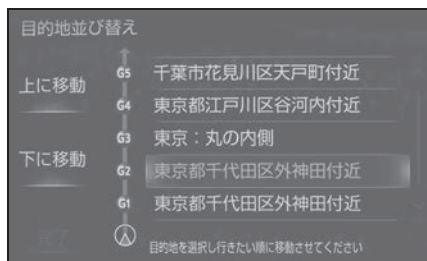 目的地並び替え
上に移動
下に移動
G5 千葉市花見川区天戸町付近
G4 東京都江戸川区谷河内付近
G3 東京：丸の内側
G2 東京都千代田区外神田付近
G1 東京都千代田区外神田付近
完了
目的地を選択し行きたい順に移動させてください